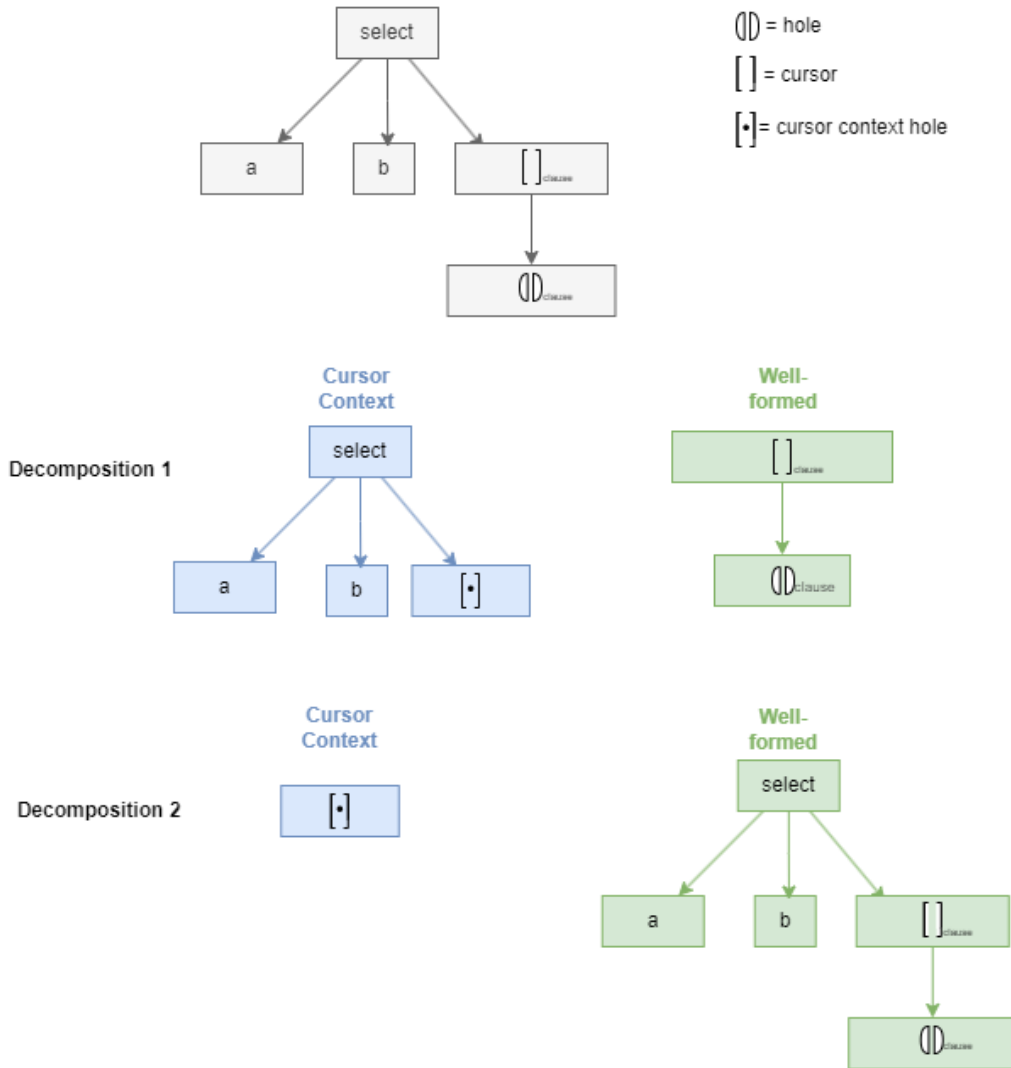 select
⦇⦈ = hole
[ ] = cursor
[•] = cursor context hole
a
b
[ ]clause
⦇⦈clause
Cursor
Context
Well-
formed
Decomposition 1
select
[ ]clause
a
b
[•]
⦇⦈clause
Cursor
Context
Well-
formed
Decomposition 2
[•]
select
a
b
[ ]clause
⦇⦈clause